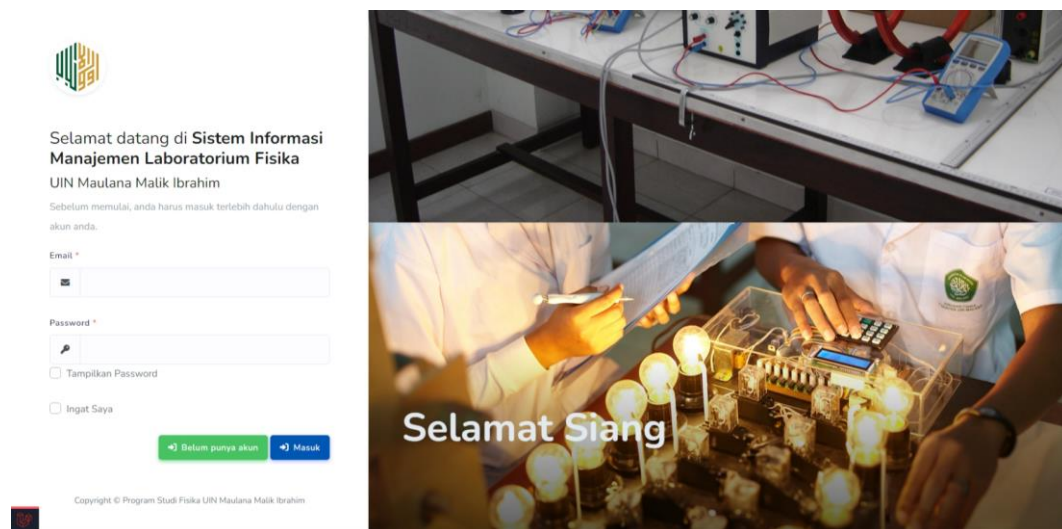 Selamat datang di Sistem Informasi
Manajemen Laboratorium Fisika
UIN Maulana Malik Ibrahim
Sebelum memulai, anda harus masuk terlebih dahulu dengan
akun anda.
Email *
Password *
Tampilkan Password
Ingat Saya
Belum punya akun
Masuk
Copyright © Program Studi Fisika UIN Maulana Malik Ibrahim
Selamat Siang